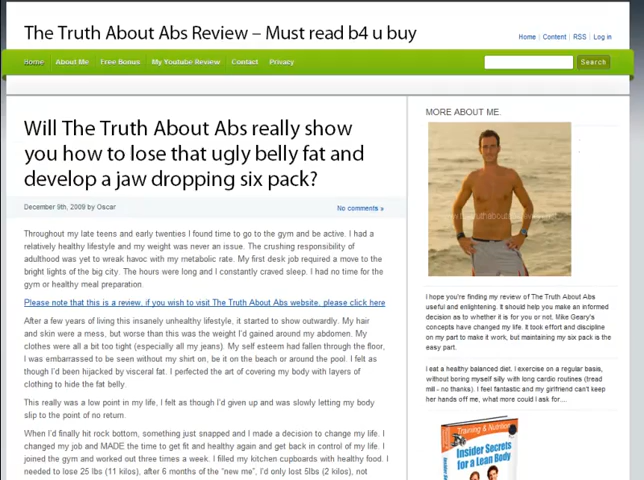 The Truth About Abs Review – Must read b4 u buy
Home | Content | RSS | Log in
Home About Me Free Bonus My Youtube Review Contact Privacy
Search
Will The Truth About Abs really show
you how to lose that ugly belly fat and
develop a jaw dropping six pack?
December 9th, 2009 by Oscar
No comments »
Throughout my late teens and early twenties I found time to go to the gym and be active. I had a
relatively healthy lifestyle and my weight was never an issue. The crushing responsibility of
adulthood was yet to wreak havoc with my metabolic rate. My first desk job required a move to the
bright lights of the big city. The hours were long and I constantly craved sleep. I had no time for the
gym or healthy meal preparation.
Please note that this is a review, if you wish to visit The Truth About Abs website, please click here
After a few years of living this insanely unhealthy lifestyle, it started to show outwardly. My hair
and skin were a mess, but worse than this was the weight I'd gained around my abdomen. My
clothes were all a bit too tight (especially all my jeans). My self esteem had fallen through the floor,
I was embarrassed to be seen without my shirt on, be it on the beach or around the pool. I felt as
though I'd been hijacked by visceral fat. I perfected the art of covering my body with layers of
clothing to hide the fat belly.
This really was a low point in my life, I felt as though I'd given up and was slowly letting my body
slip to the point of no return.
When I'd finally hit rock bottom, something just snapped and I made a decision to change my life. I
changed my job and MADE the time to get fit and healthy again and get back in control of my life. I
joined the gym and worked out three times a week. I filled my kitchen cupboards with healthy food. I
needed to lose 25 lbs (11 kilos), after 6 months of the "new me", I'd only lost 5lbs (2 kilos), not
MORE ABOUT ME.
I hope you're finding my review of The Truth About Abs
useful and enlightening. It should help you make an informed
decision as to whether it is for you or not. Mike Geary's
concepts have changed my life. It took effort and discipline
on my part to make it work, but maintaining my six pack is the
easy part.
I eat a healthy balanced diet. I exercise on a regular basis,
without boring myself silly with long cardio routines (tread
mill - no thanks). I feel fantastic and my girlfriend can't keep
her hands off me, what more could I ask for....
Training & Nutrition
Insider Secrets
for a Lean Body